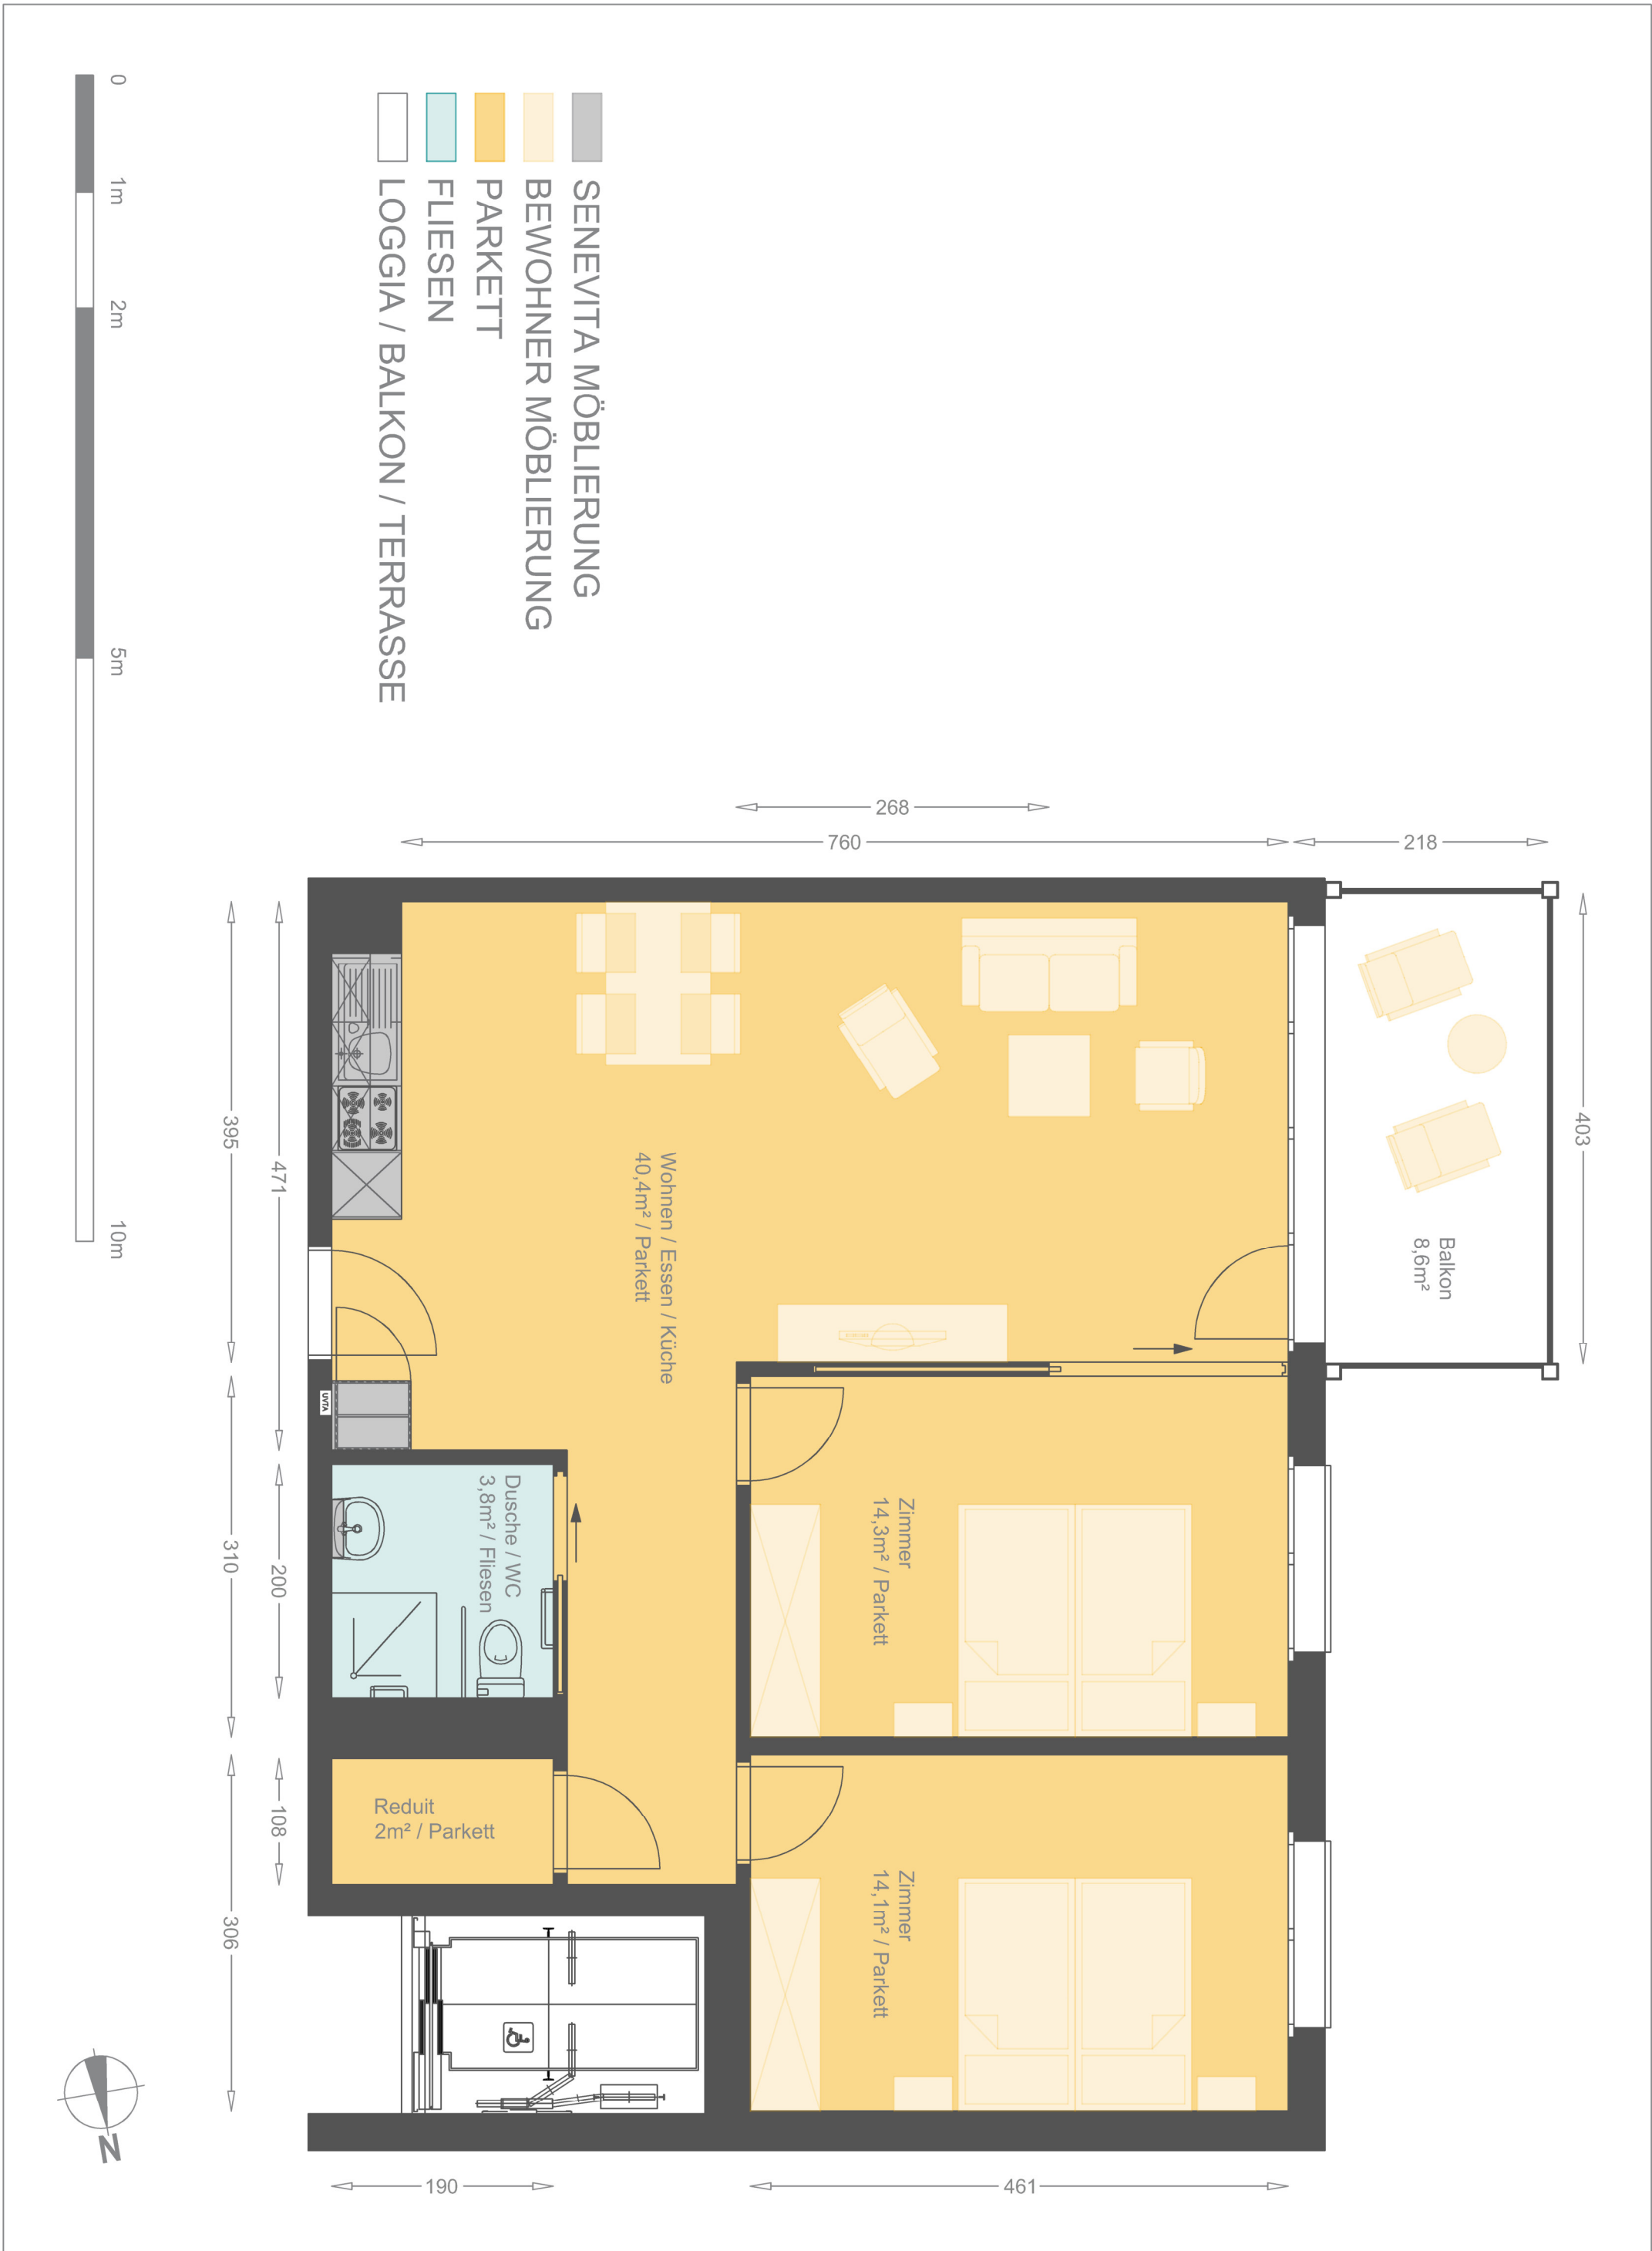 SENEVITA MÖBLIERUNG
BEWOHNER MÖBLIERUNG
PARKETT
FLIESEN
LOGGIA / BALKON / TERRASSE
0
1m
2m
5m
10m
268
760
218
403
Balkon
8,6m²
Wohnen / Essen / Küche
40,4m² / Parkett
Zimmer
14,3m² / Parkett
Zimmer
14,1m² / Parkett
Dusche / WC
3,8m² / Fliesen
Reduit
2m² / Parkett
UVTA
395
471
310
200
306
108
190
461
N